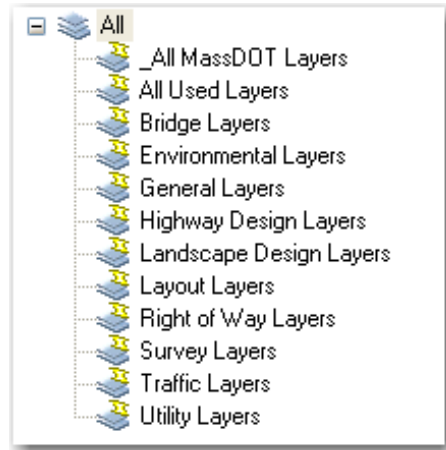 All
_All MassDOT Layers
All Used Layers
Bridge Layers
Environmental Layers
General Layers
Highway Design Layers
Landscape Design Layers
Layout Layers
Right of Way Layers
Survey Layers
Traffic Layers
Utility Layers